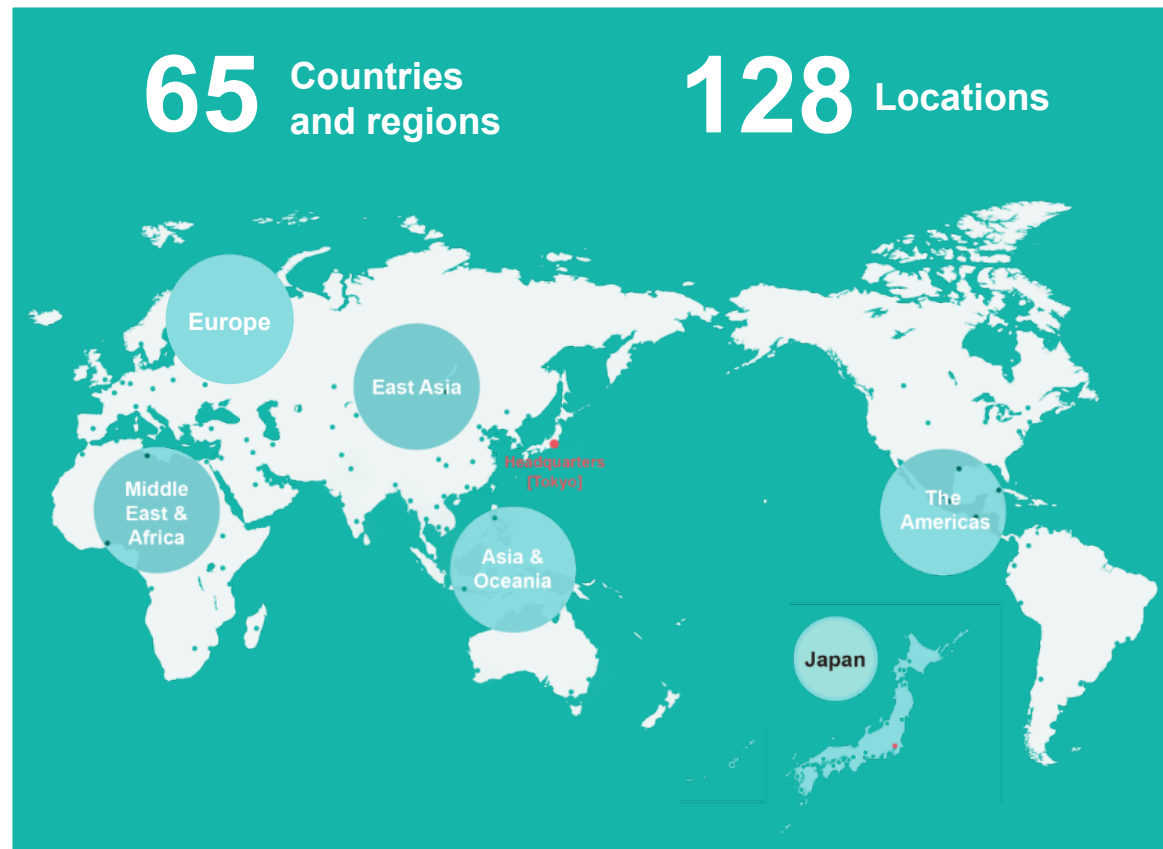 65 Countries
and regions
128 Locations
Europe
East Asia
Headquarters
[Tokyo]
Middle
East &
Africa
Asia &
Oceania
The
Americas
Japan